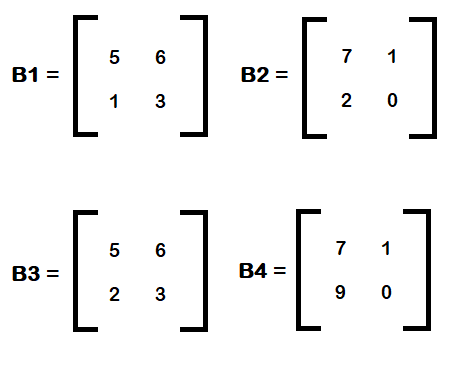 5 6 7 1
B1 = B2 =
1 3 2 0
5 6 7 1
B3 = B4 =
2 3 9 0